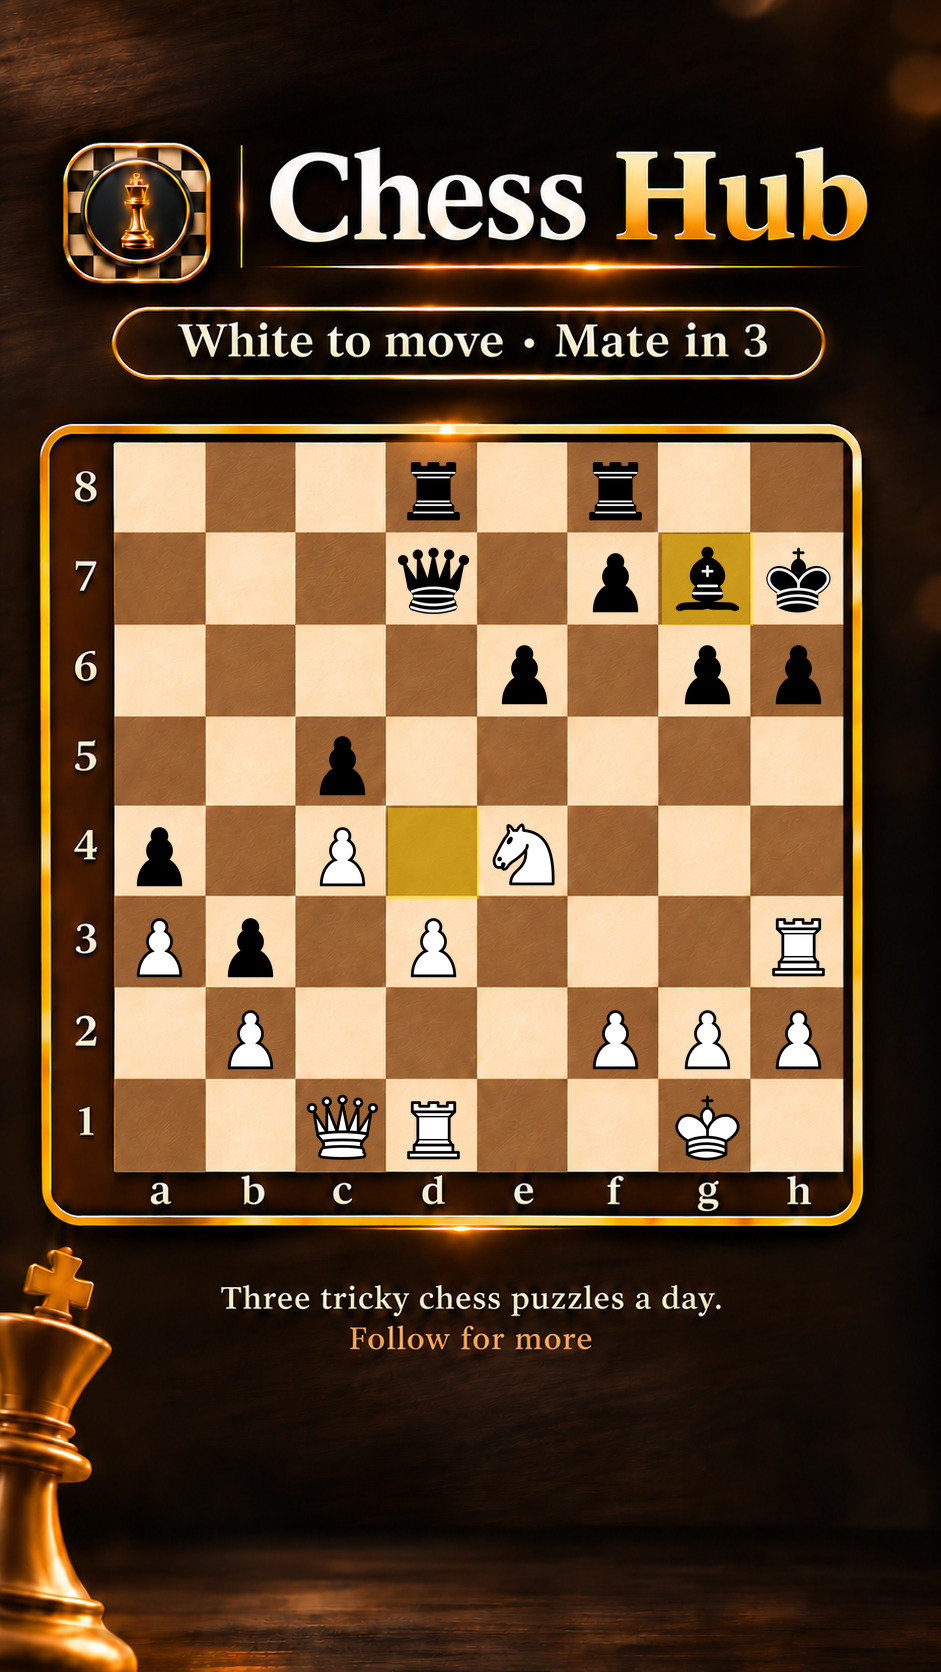 Chess Hub
White to move • Mate in 3
8
7
6
5
4
3
2
1
a b c d e f g h
Three tricky chess puzzles a day.
Follow for more